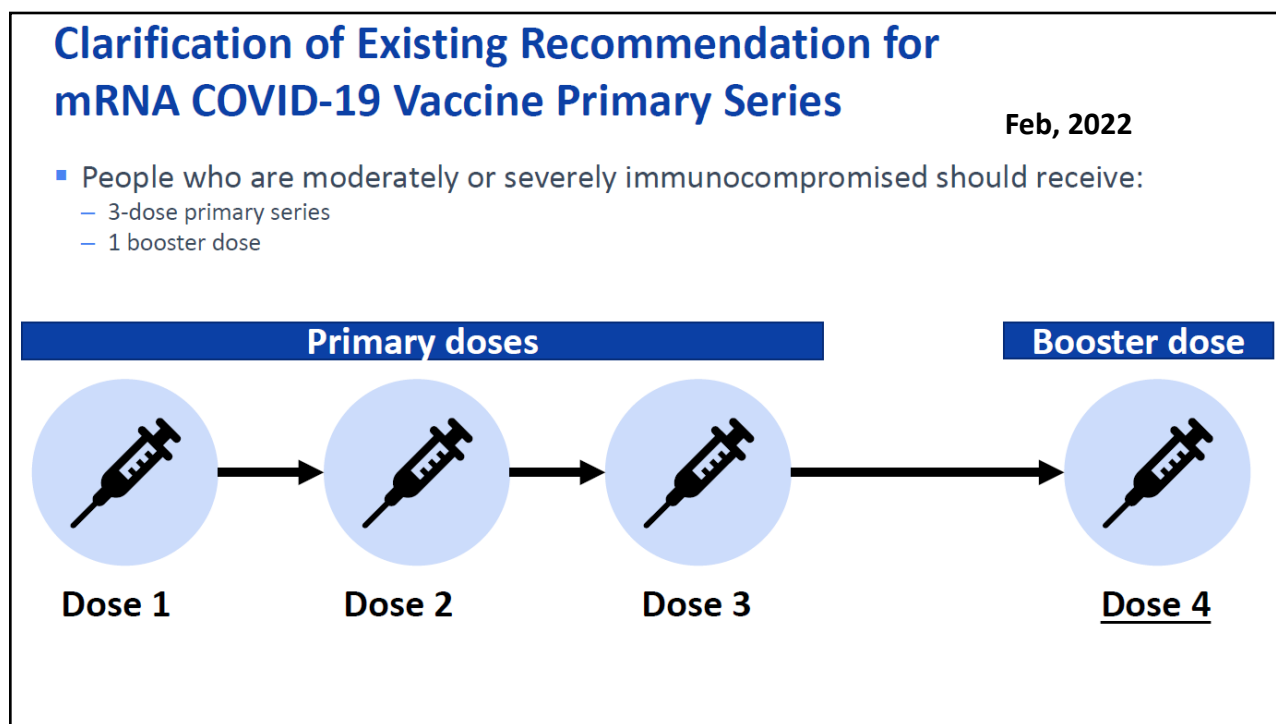 Clarification of Existing Recommendation for
mRNA COVID-19 Vaccine Primary Series
Feb, 2022
▪ People who are moderately or severely immunocompromised should receive:
– 3-dose primary series
– 1 booster dose
Primary doses
Booster dose
Dose 1
Dose 2
Dose 3
Dose 4